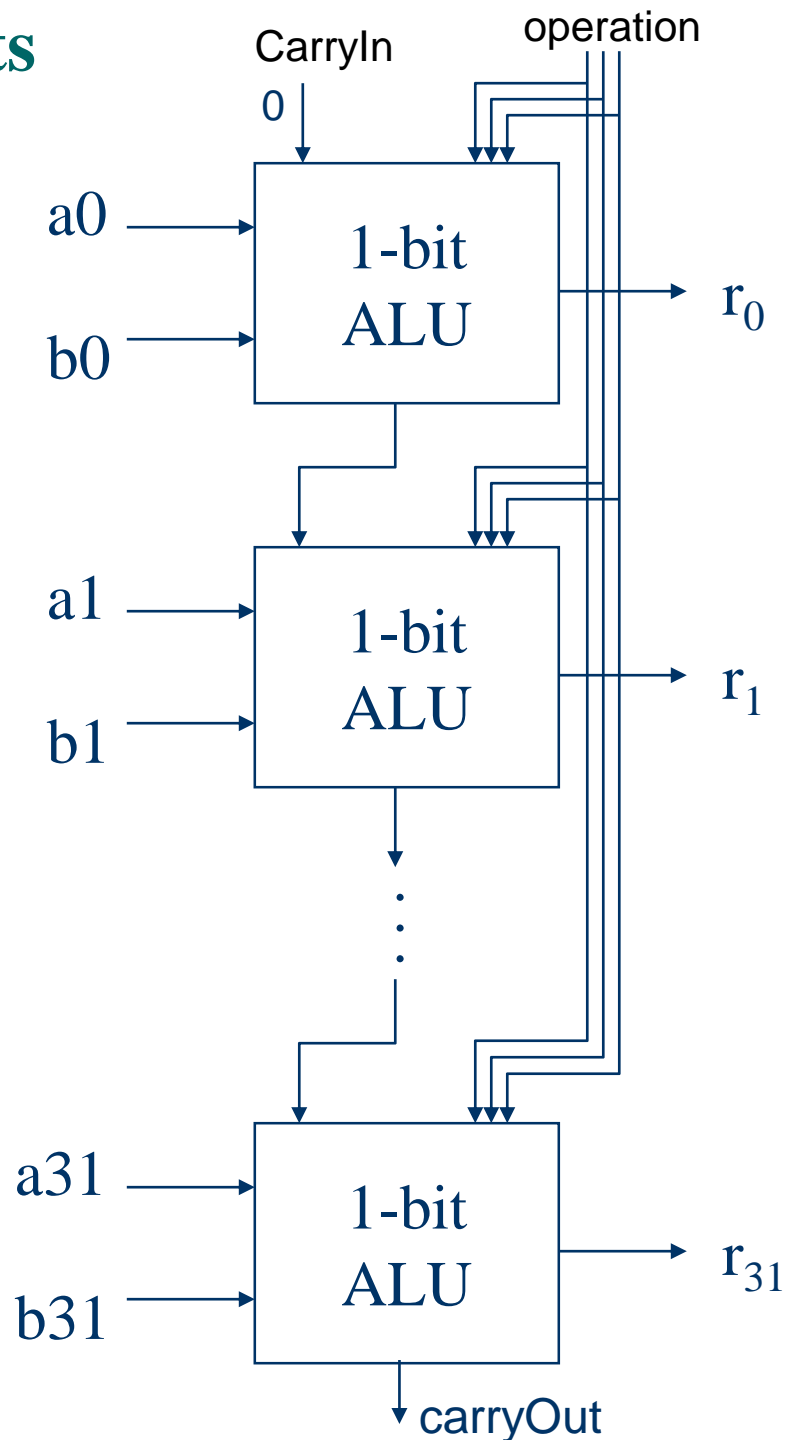 ts
CarryIn
operation
0
a0
1-bit
ALU
b0
r0
a1
1-bit
ALU
b1
r1
a31
1-bit
ALU
b31
r31
carryOut